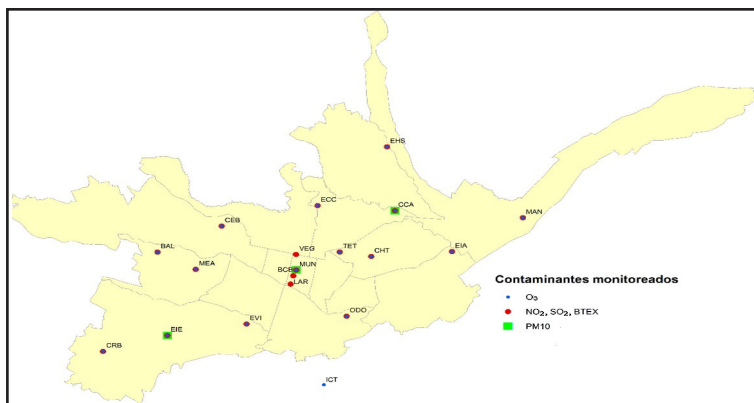 EHS
CCA
ECC
MAN
CEB
BAL
VEG
TET
CHT
EIA
MEA
MUN
BCB
LAR
Contaminantes monitoreados
O₃
NO₂, SO₂, BTEX
PM10
ODO
EVI
EIE
CRB
ICT